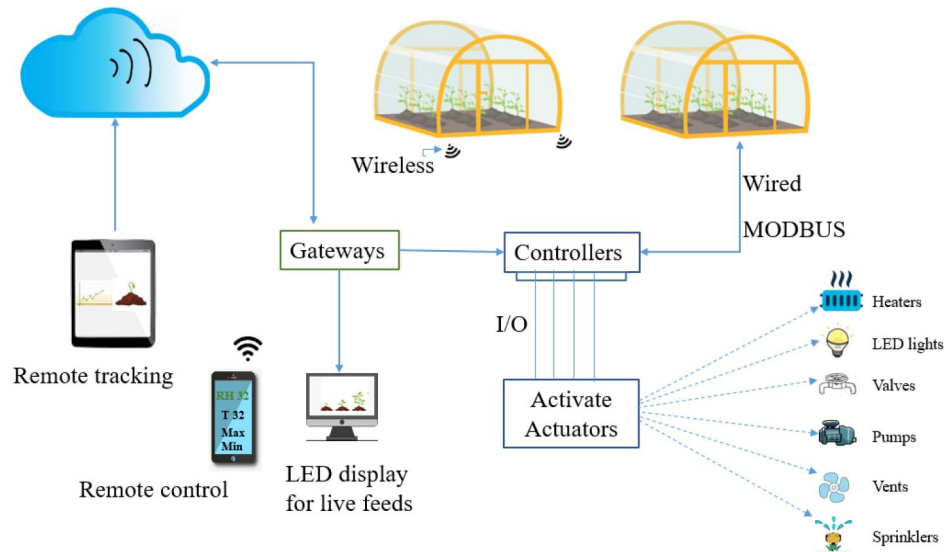 Wireless
Wired
MODBUS
Gateways
Controllers
I/O
Heaters
LED lights
Valves
Pumps
Vents
Sprinklers
Activate
Actuators
Remote tracking
RH 32
T 32
Max
Min
Remote control
LED display
for live feeds